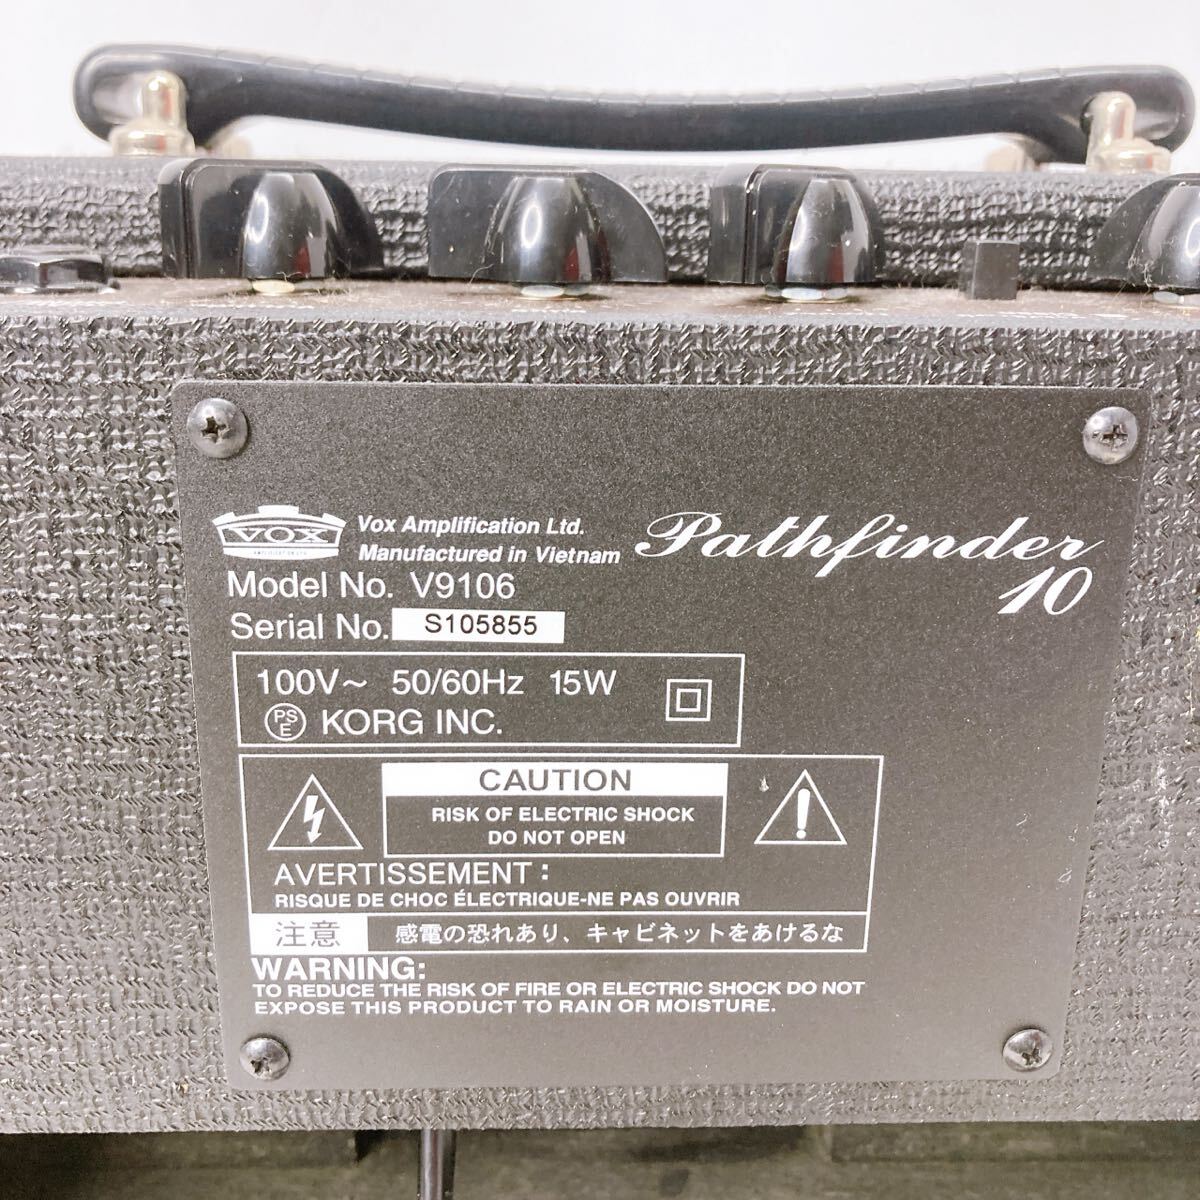 VOX
AMPLIFICATION LTD.
Vox Amplification Ltd.
Manufactured in Vietnam
Pathfinder
10
Model No. V9106
Serial No. S105855
100V~ 50/60Hz 15W
PSE KORG INC.
CAUTION
RISK OF ELECTRIC SHOCK
DO NOT OPEN
AVERTISSEMENT :
RISQUE DE CHOC ÉLECTRIQUE-NE PAS OUVRIR
注意 感電の恐れあり、キャビネットをあけるな
WARNING:
TO REDUCE THE RISK OF FIRE OR ELECTRIC SHOCK DO NOT
EXPOSE THIS PRODUCT TO RAIN OR MOISTURE.